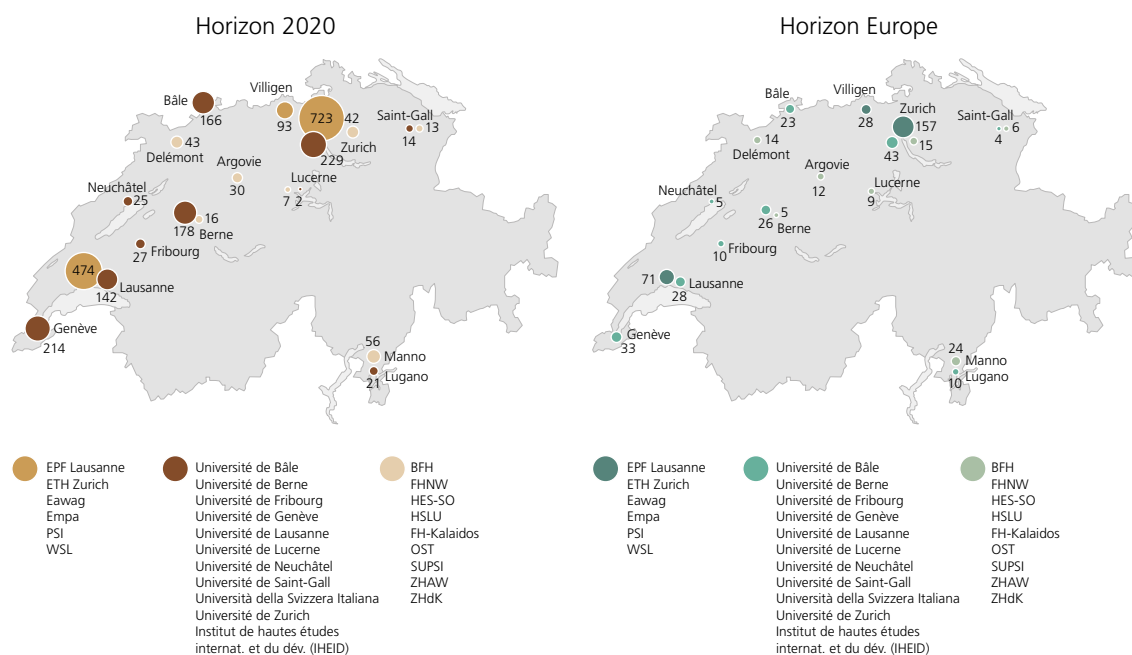 Horizon 2020
Villigen
Bâle
166
93
723
42
Saint-Gall
13
14
43
Delémont
Zurich
229
Argovie
30
Lucerne
7
2
Neuchâtel
25
178
16
Berne
27
Fribourg
474
142
Lausanne
Genève
214
56
Manno
21
Lugano
EPF Lausanne
ETH Zurich
Eawag
Empa
PSI
WSL
Université de Bâle
Université de Berne
Université de Fribourg
Université de Genève
Université de Lausanne
Université de Lucerne
Université de Neuchâtel
Université de Saint-Gall
Università della Svizzera Italiana
Université de Zurich
Institut de hautes études
internat. et du dév. (IHEID)
BFH
FHNW
HES-SO
HSLU
FH-Kalaidos
OST
SUPSI
ZHAW
ZHdK
Horizon Europe
Villigen
Bâle
23
28
Zurich
157
Saint-Gall
6
4
14
Delémont
15
43
Argovie
12
Lucerne
9
Neuchâtel
5
26
5
Berne
10
Fribourg
71
28
Lausanne
Genève
33
24
Manno
10
Lugano
EPF Lausanne
ETH Zurich
Eawag
Empa
PSI
WSL
Université de Bâle
Université de Berne
Université de Fribourg
Université de Genève
Université de Lausanne
Université de Lucerne
Université de Neuchâtel
Université de Saint-Gall
Università della Svizzera Italiana
Université de Zurich
Institut de hautes études
internat. et du dév. (IHEID)
BFH
FHNW
HES-SO
HSLU
FH-Kalaidos
OST
SUPSI
ZHAW
ZHdK